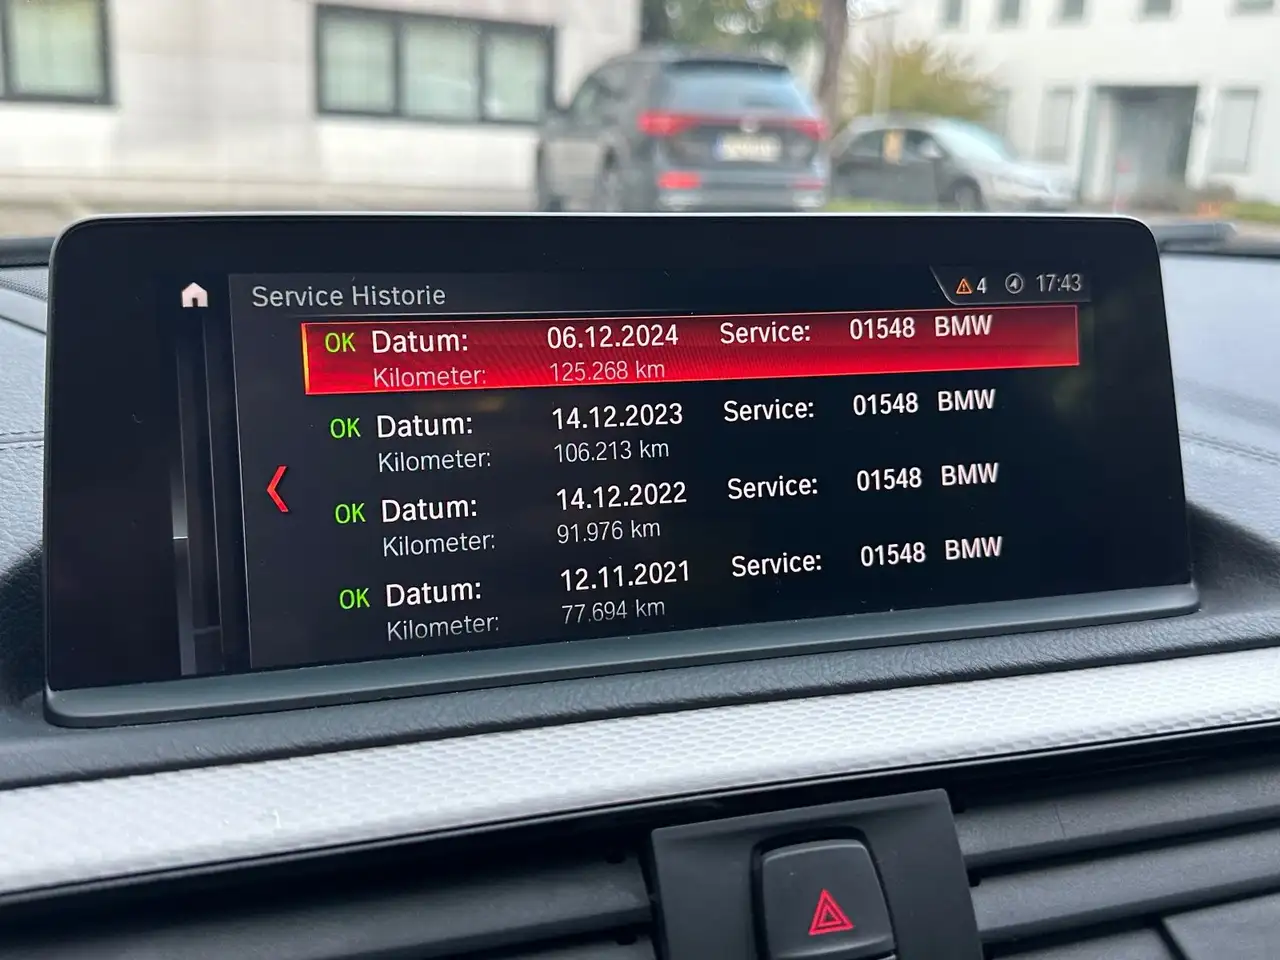 Service Historie
4 17:43
OK Datum: 06.12.2024 Service: 01548 BMW
Kilometer: 125.268 km
OK Datum: 14.12.2023 Service: 01548 BMW
Kilometer: 106.213 km
OK Datum: 14.12.2022 Service: 01548 BMW
Kilometer: 91.976 km
OK Datum: 12.11.2021 Service: 01548 BMW
Kilometer: 77.694 km